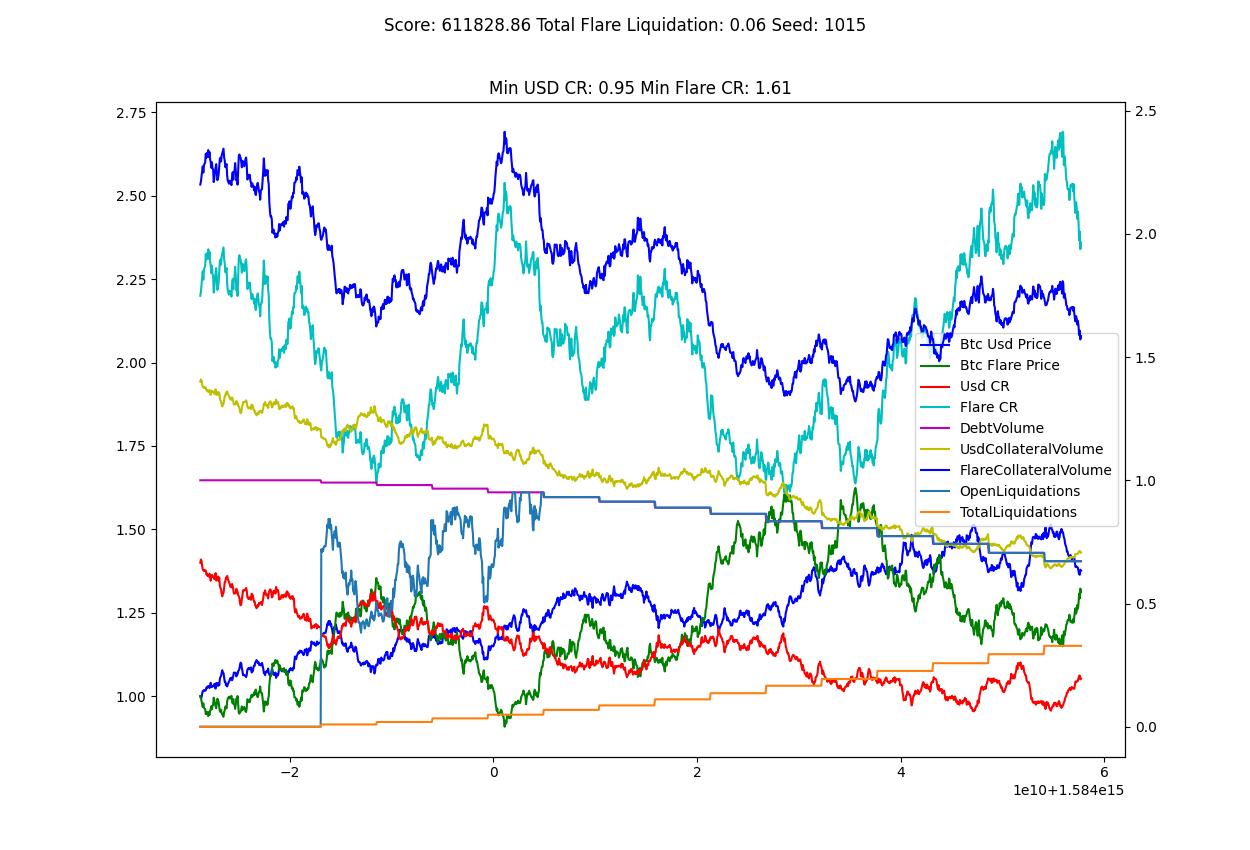 Score: 611828.86 Total Flare Liquidation: 0.06 Seed: 1015
Min USD CR: 0.95 Min Flare CR: 1.61
2.75
2.50
2.25
2.00
1.75
1.50
1.25
1.00
2.5
2.0
1.5
1.0
0.5
0.0
Btc Usd Price
Btc Flare Price
Usd CR
Flare CR
DebtVolume
UsdCollateralVolume
FlareCollateralVolume
OpenLiquidations
TotalLiquidations
−2 0 2 4 6
1e10+1.584e15